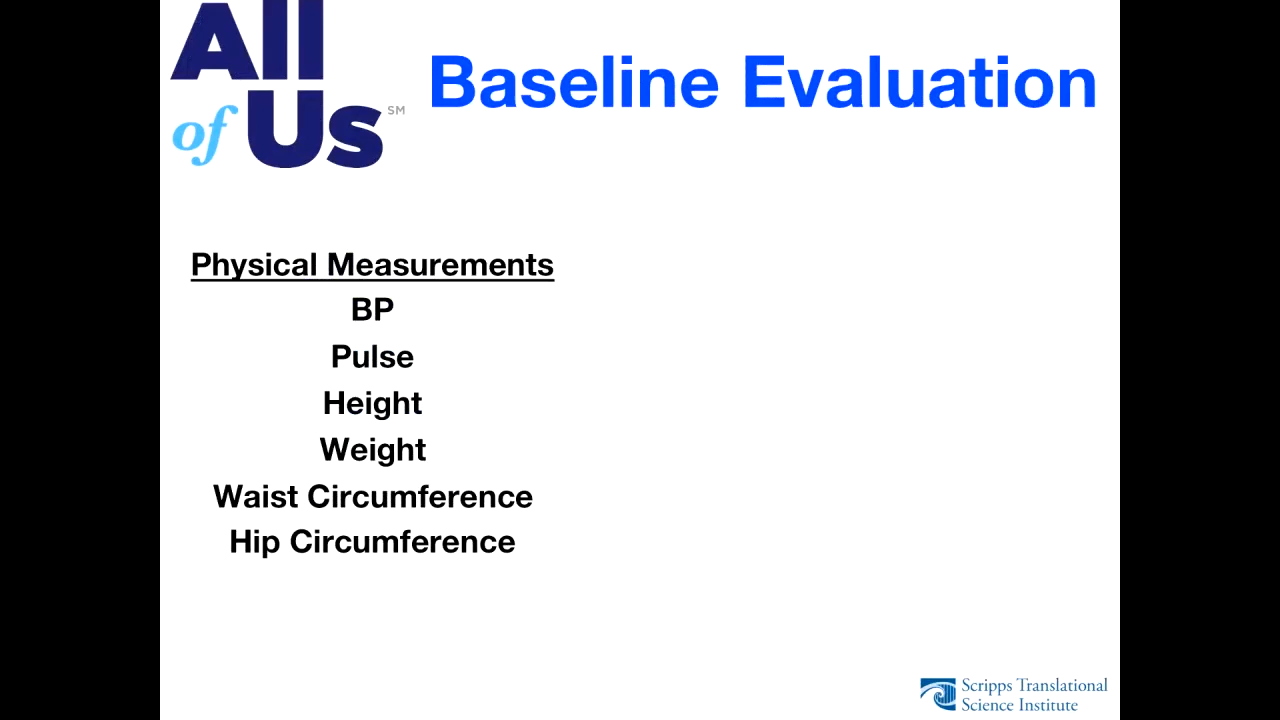 All
of Us SM
Baseline Evaluation
Physical Measurements
BP
Pulse
Height
Weight
Waist Circumference
Hip Circumference
Scripps Translational
Science Institute